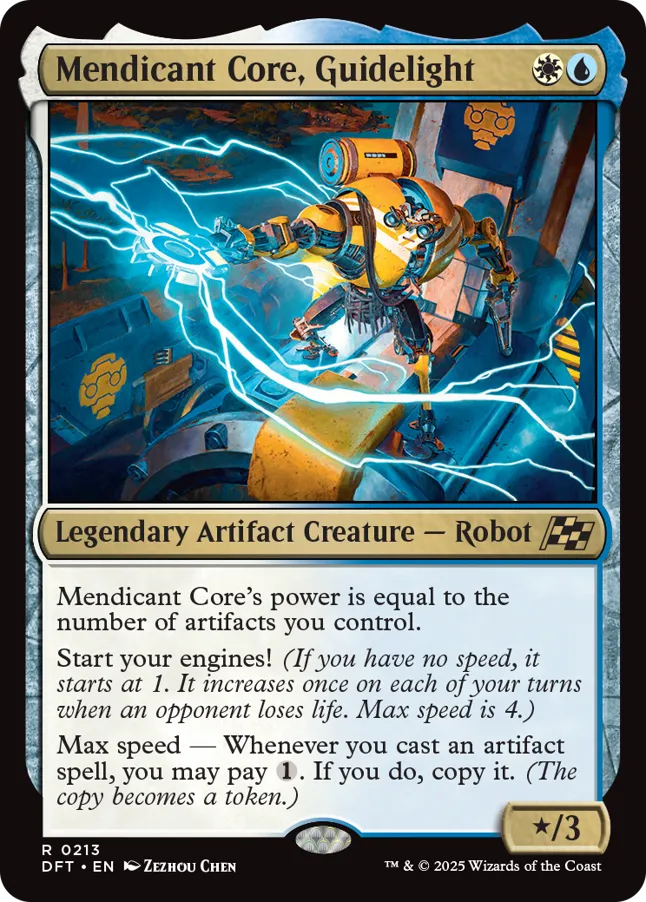 Mendicant Core, Guidelight
Legendary Artifact Creature — Robot
Mendicant Core's power is equal to the
number of artifacts you control.
Start your engines! (If you have no speed, it
starts at 1. It increases once on each of your turns
when an opponent loses life. Max speed is 4.)
Max speed — Whenever you cast an artifact
spell, you may pay 1. If you do, copy it. (The
copy becomes a token.)
★/3
R 0213
DFT • EN Zezhou Chen
™ & © 2025 Wizards of the Coast